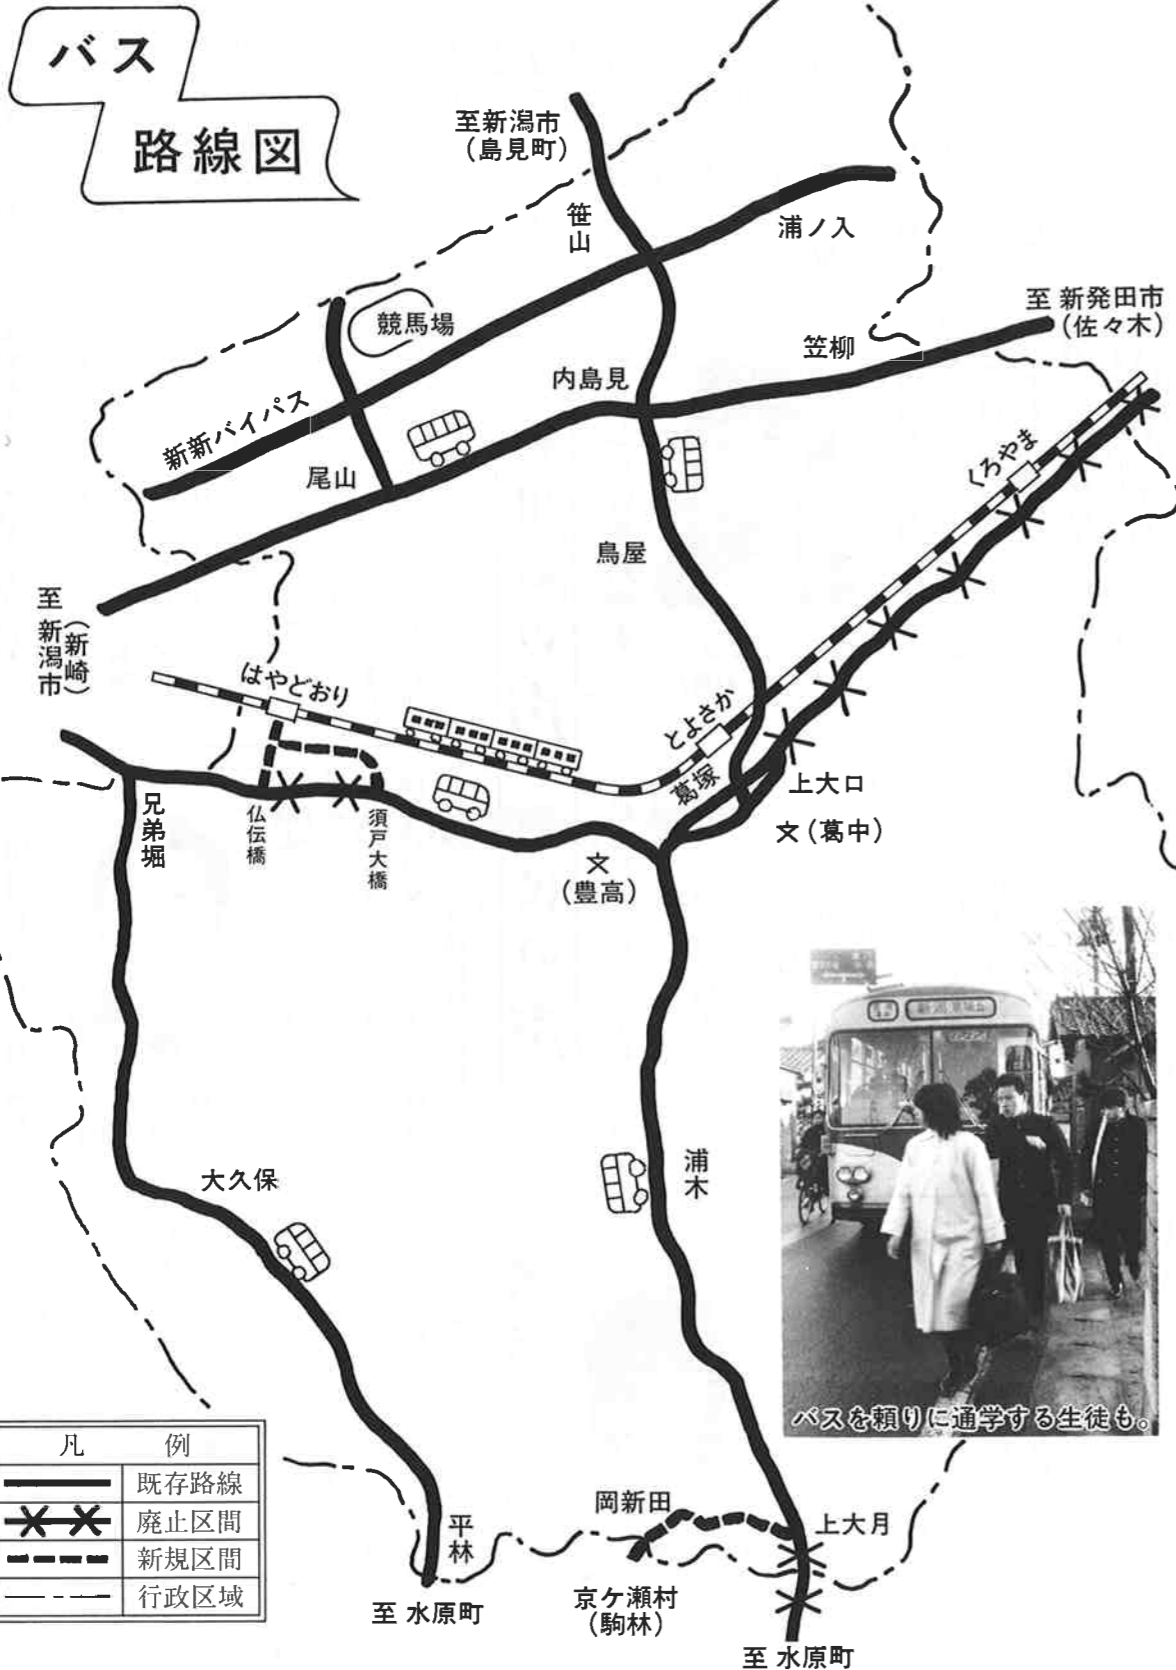 バス
路線図
至新潟市
(島見町)
笹山
浦ノ入
至 新発田市
(佐々木)
競馬場
笠柳
内島見
新新バイパス
尾山
くろやま
鳥屋
至新潟市
(新崎)
はやどおり
とよさか
葛塚
上大口
文(葛中)
兄弟堀
仏伝橋
須戸大橋
文
(豊高)
大久保
浦木
バスを頼りに通学する生徒も。
凡例
既存路線
廃止区間
新規区間
行政区域
岡新田
上大月
平林
京ケ瀬村
(駒林)
至 水原町
至 水原町